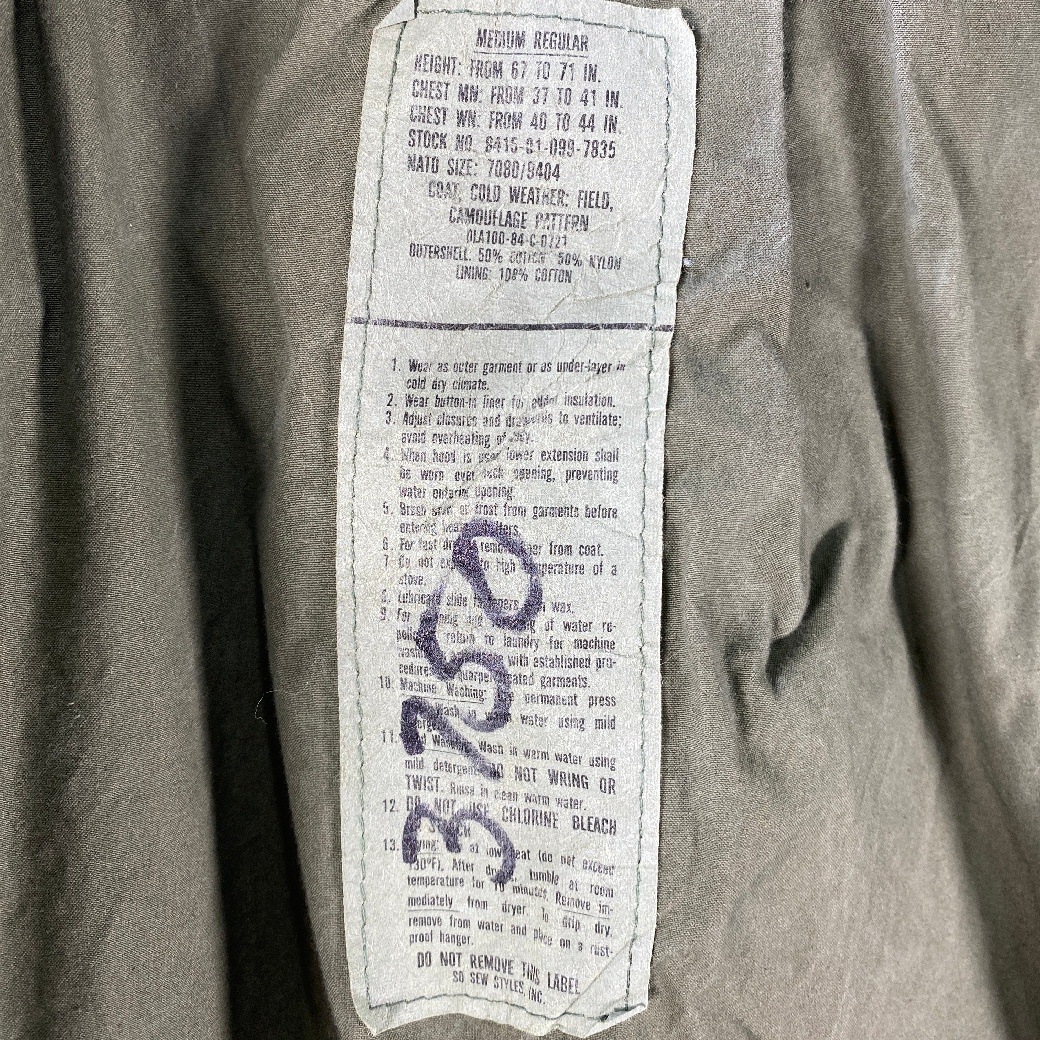 MEDIUM REGULAR
HEIGHT: FROM 67 TO 71 IN.
CHEST MN: FROM 37 TO 41 IN.
CHEST WN: FROM 40 TO 44 IN.
STOCK NO. 8415-01-099-7835
NATO SIZE: 7080/9404
COAT, COLD WEATHER: FIELD,
CAMOUFLAGE PATTERN
DLA100-84-C-0721
OUTERSHELL: 50% COTTON 50% NYLON
LINING: 100% COTTON
1. Wear as outer garment or as under-layer in
cold dry climate.
2. Wear button-in liner for added insulation.
3. Adjust closures and to ventilate;
avoid overheating of body.
4. When hood is used lower extension shall
be worn over opening, preventing
water entering opening.
5. Brush snow or frost from garments before
entering heated shelters.
6. For fast remove liner from coat.
7. Do not to high temperature of a
stove.
8. Lubricate slide fasteners with wax.
9. For of water re-
return to laundry for machine
with established pro-
cedures garments.
10. Machine Washing: permanent press
wash in water using mild
detergent
11. Hand Washing: Wash in warm water using
mild detergent. DO NOT WRING OR
TWIST. Rinse in clean warm water.
12. DO NOT USE CHLORINE BLEACH
13. Drying: at low heat (do not exceed
130°F). After tumble at room
temperature for 10 minutes. Remove im-
mediately from dryer. To drip dry,
remove from water and place on a rust-
proof hanger.
DO NOT REMOVE THIS LABEL
SO SEW STYLES, INC.
3750